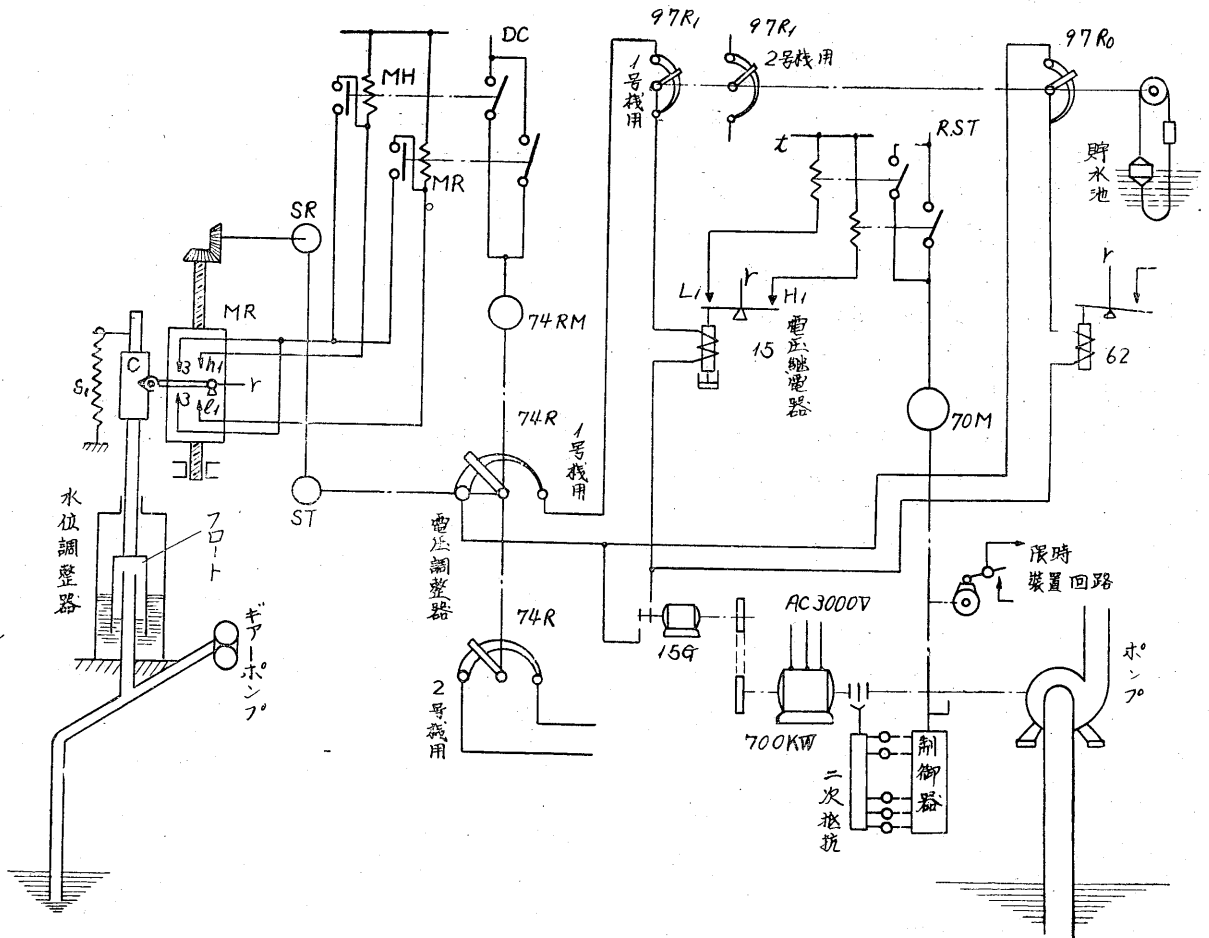 97R₁
97R₁
97R₀
DC
1号機用
2号機用
MH
MR
t
R.S.T
貯水池
SR
MR
C
S₁
3
h₁
r
3
l₁
74RM
L₁
r
H₁
15
電圧継電器
r
62
74R
1号機用
70M
ST
電圧調整器
水位調整器
フロート
限時
装置回路
AC3000V
15G
74R
ギアーポンプ
2号機用
700KW
ポンプ
制御器
二次抵抗